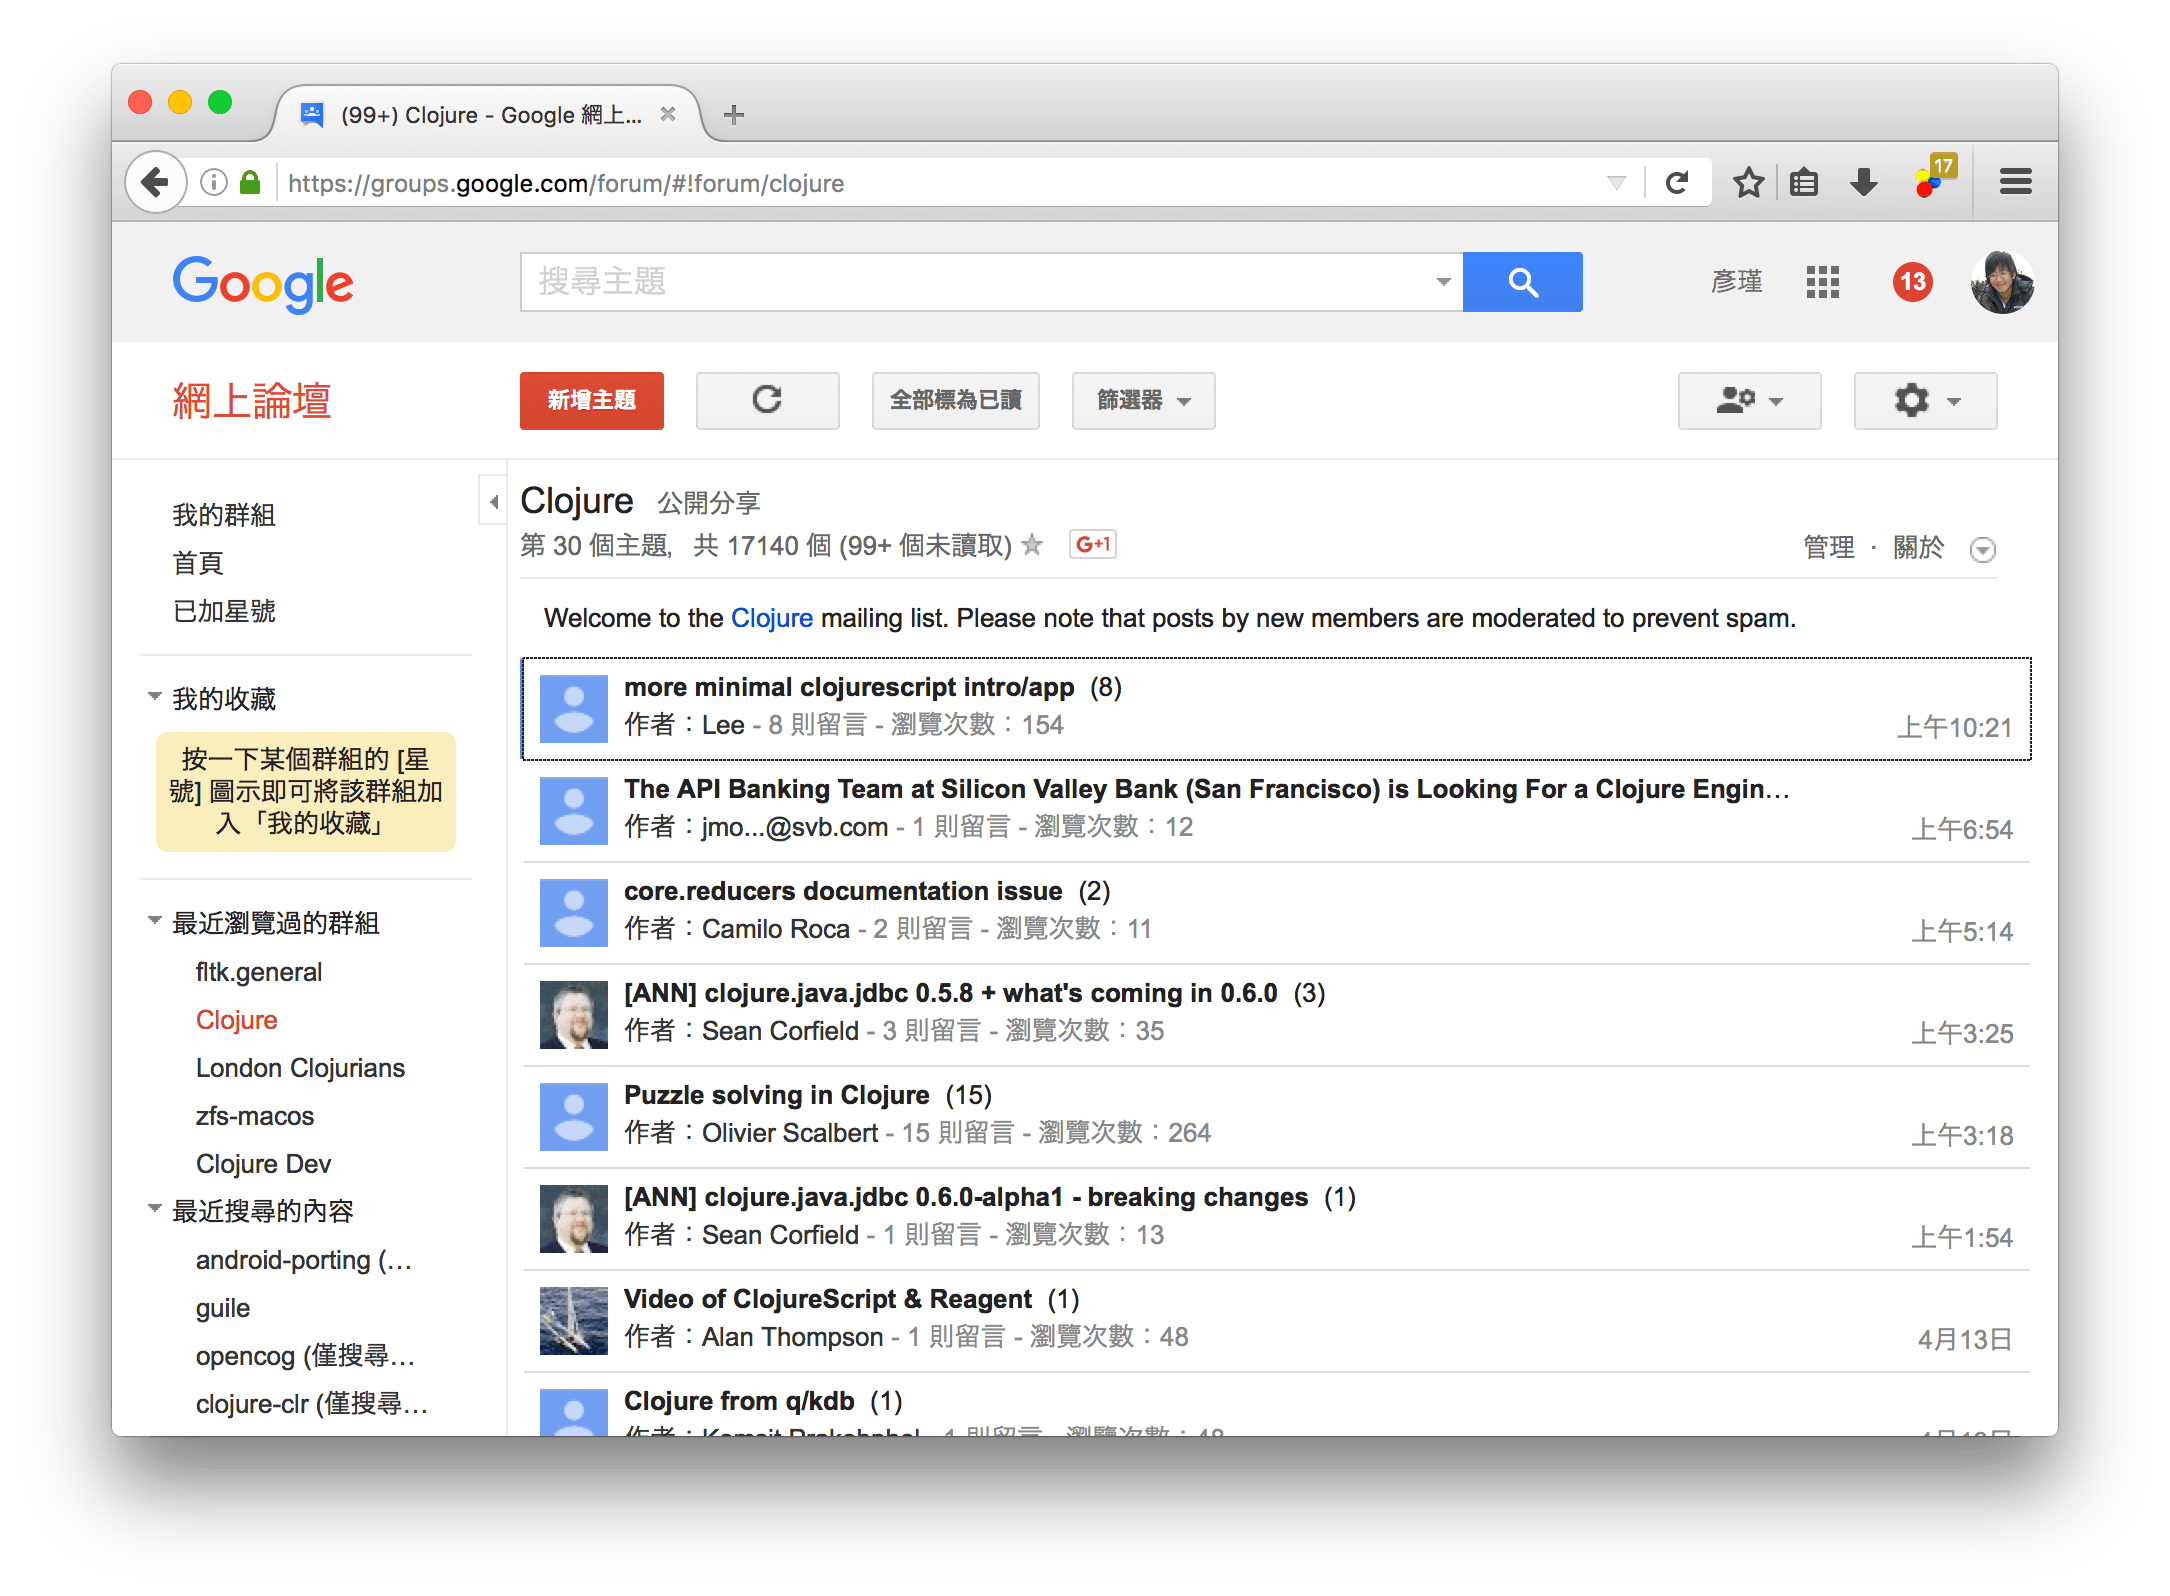 (99+) Clojure - Google 網上...
https://groups.google.com/forum/#!forum/clojure
17
Google
搜尋主題
彥瑾
13
網上論壇
新增主題
全部標為已讀
篩選器
我的群組
首頁
已加星號
我的收藏
按一下某個群組的 [星
號] 圖示即可將該群組加
入「我的收藏」
最近瀏覽過的群組
fltk.general
Clojure
London Clojurians
zfs-macos
Clojure Dev
最近搜尋的內容
android-porting (...
guile
opencog (僅搜尋...
clojure-clr (僅搜尋...
Clojure 公開分享
第 30 個主題，共 17140 個 (99+ 個未讀取)
G+1
管理 · 關於
Welcome to the Clojure mailing list. Please note that posts by new members are moderated to prevent spam.
more minimal clojurescript intro/app (8)
作者：Lee - 8 則留言 - 瀏覽次數：154
上午10:21
The API Banking Team at Silicon Valley Bank (San Francisco) is Looking For a Clojure Engin...
作者：jmo...@svb.com - 1 則留言 - 瀏覽次數：12
上午6:54
core.reducers documentation issue (2)
作者：Camilo Roca - 2 則留言 - 瀏覽次數：11
上午5:14
[ANN] clojure.java.jdbc 0.5.8 + what's coming in 0.6.0 (3)
作者：Sean Corfield - 3 則留言 - 瀏覽次數：35
上午3:25
Puzzle solving in Clojure (15)
作者：Olivier Scalbert - 15 則留言 - 瀏覽次數：264
上午3:18
[ANN] clojure.java.jdbc 0.6.0-alpha1 - breaking changes (1)
作者：Sean Corfield - 1 則留言 - 瀏覽次數：13
上午1:54
Video of ClojureScript & Reagent (1)
作者：Alan Thompson - 1 則留言 - 瀏覽次數：48
4月13日
Clojure from q/kdb (1)